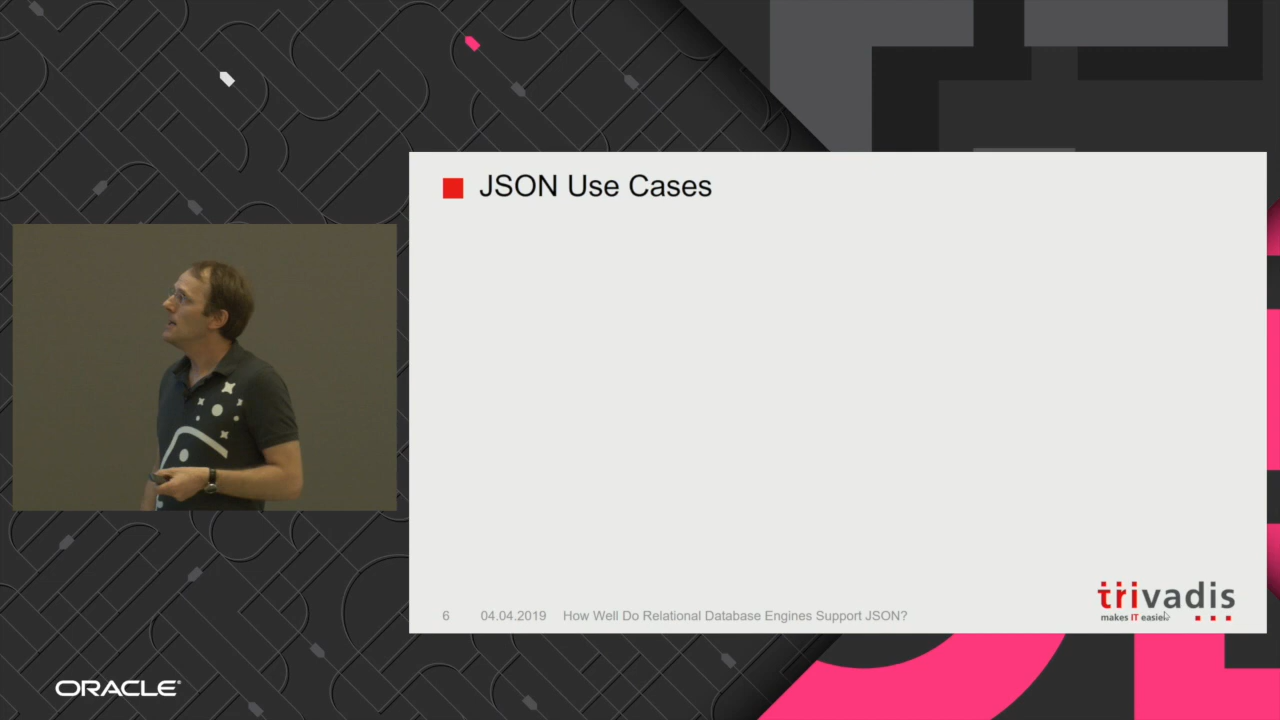 JSON Use Cases
6 04.04.2019 How Well Do Relational Database Engines Support JSON?
trivadis
makes IT easier.
ORACLE